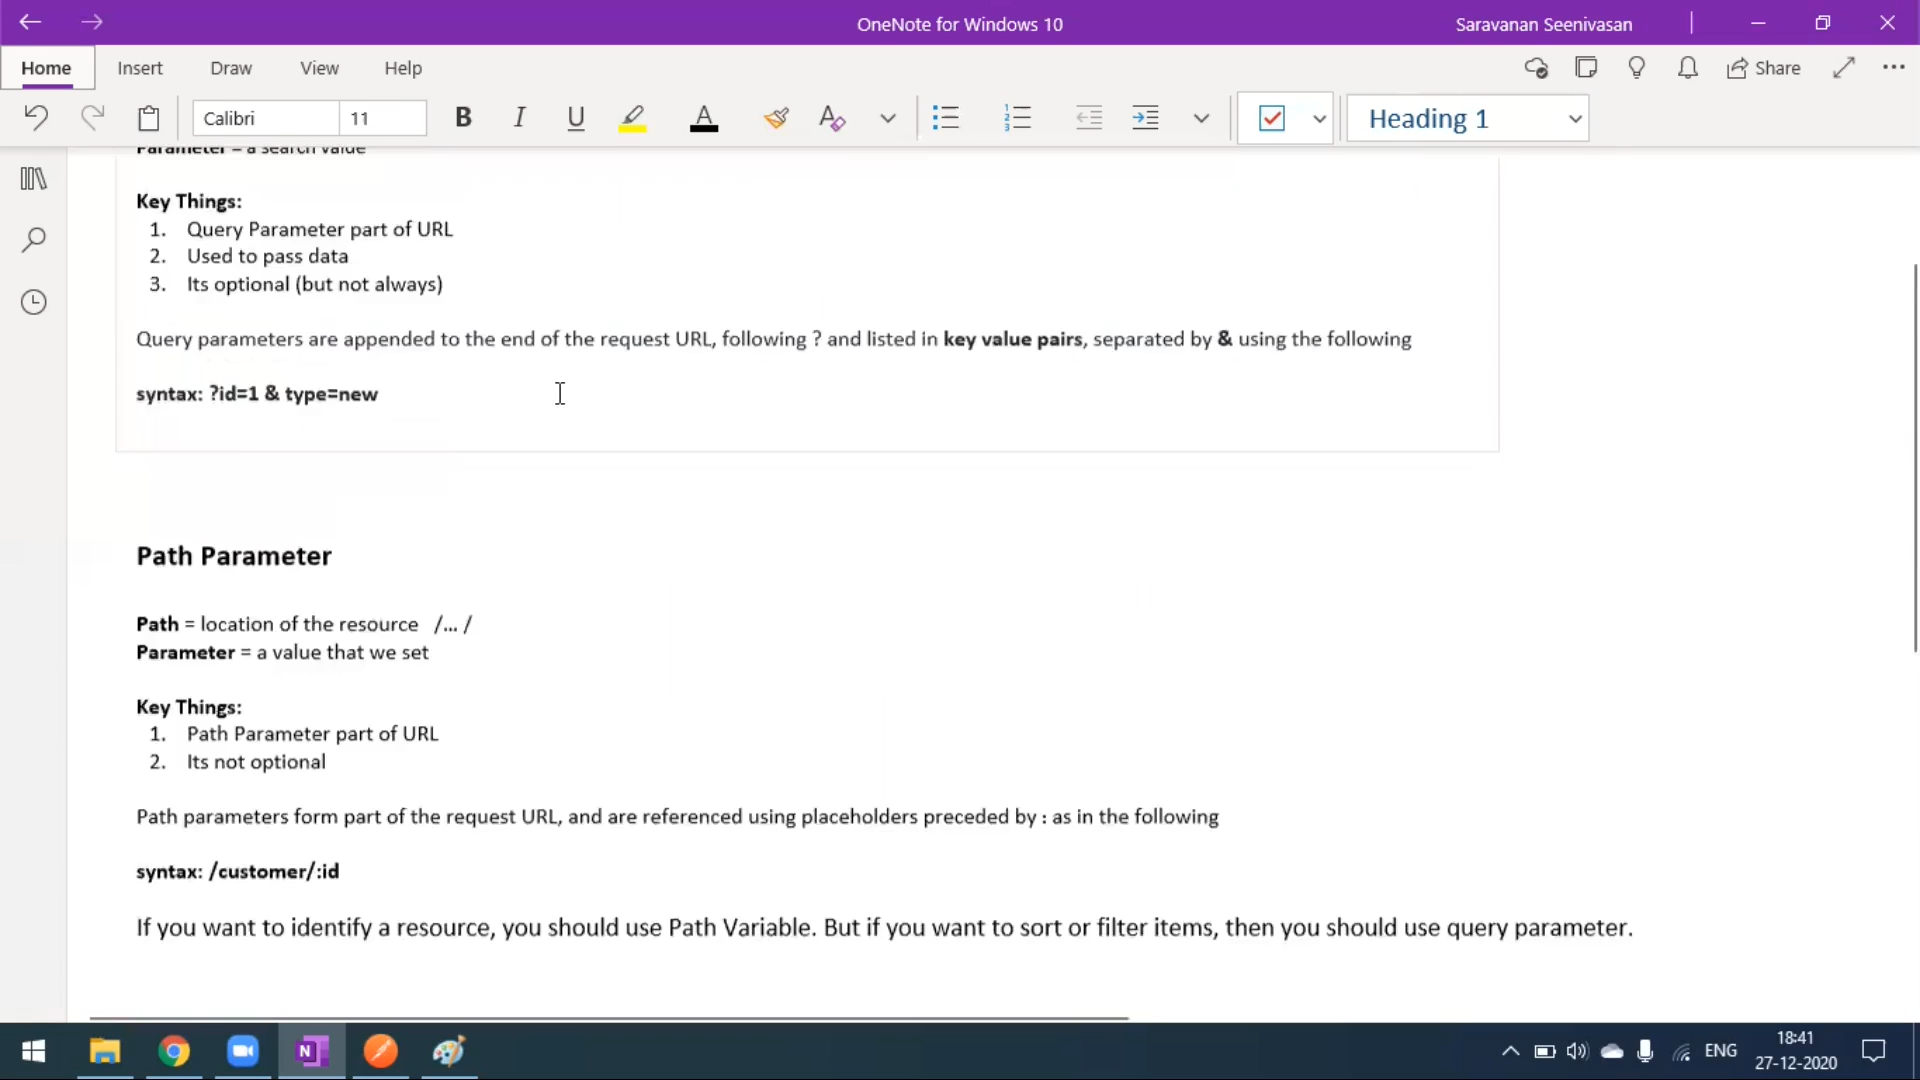 OneNote for Windows 10
Saravanan Seenivasan
Home Insert Draw View Help
Share
Calibri 11 B I U A A Heading 1
Parameter = a search value
Key Things:
1. Query Parameter part of URL
2. Used to pass data
3. Its optional (but not always)
Query parameters are appended to the end of the request URL, following ? and listed in key value pairs, separated by & using the following
syntax: ?id=1 & type=new
Path Parameter
Path = location of the resource /... /
Parameter = a value that we set
Key Things:
1. Path Parameter part of URL
2. Its not optional
Path parameters form part of the request URL, and are referenced using placeholders preceded by : as in the following
syntax: /customer/:id
If you want to identify a resource, you should use Path Variable. But if you want to sort or filter items, then you should use query parameter.
N
ENG
18:41
27-12-2020